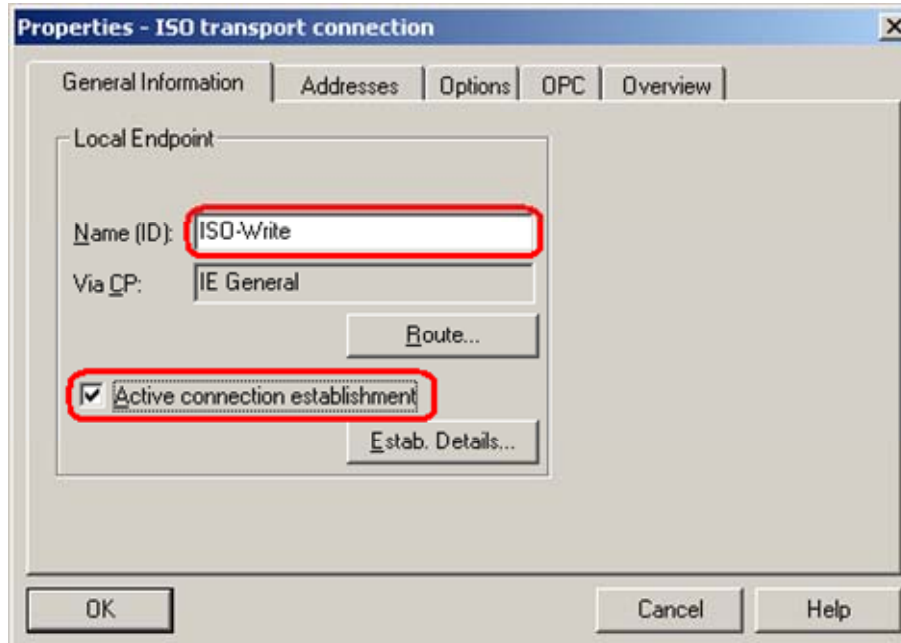 Properties - ISO transport connection
General Information Addresses Options OPC Overview
Local Endpoint
Name (ID): ISO-Write
Via CP: IE General
Route...
Active connection establishment
Estab. Details...
OK Cancel Help